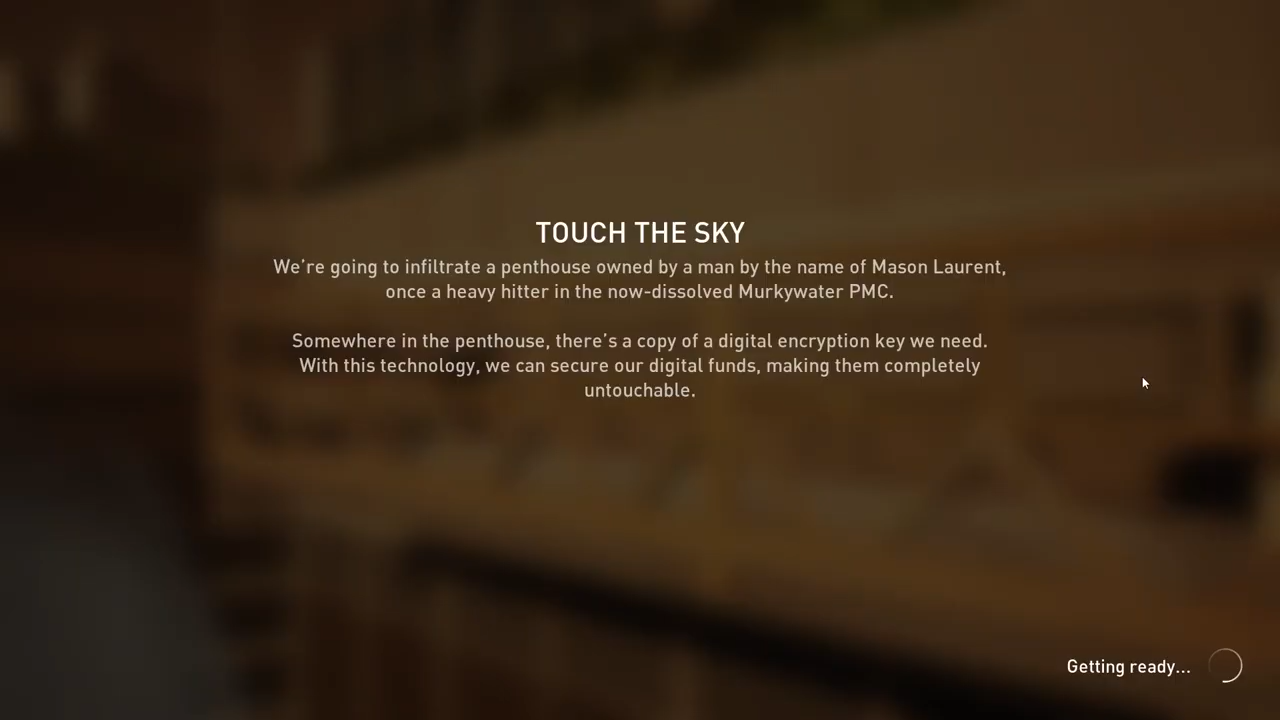 TOUCH THE SKY
We're going to infiltrate a penthouse owned by a man by the name of Mason Laurent,
once a heavy hitter in the now-dissolved Murkywater PMC.
Somewhere in the penthouse, there's a copy of a digital encryption key we need.
With this technology, we can secure our digital funds, making them completely
untouchable.
Getting ready...